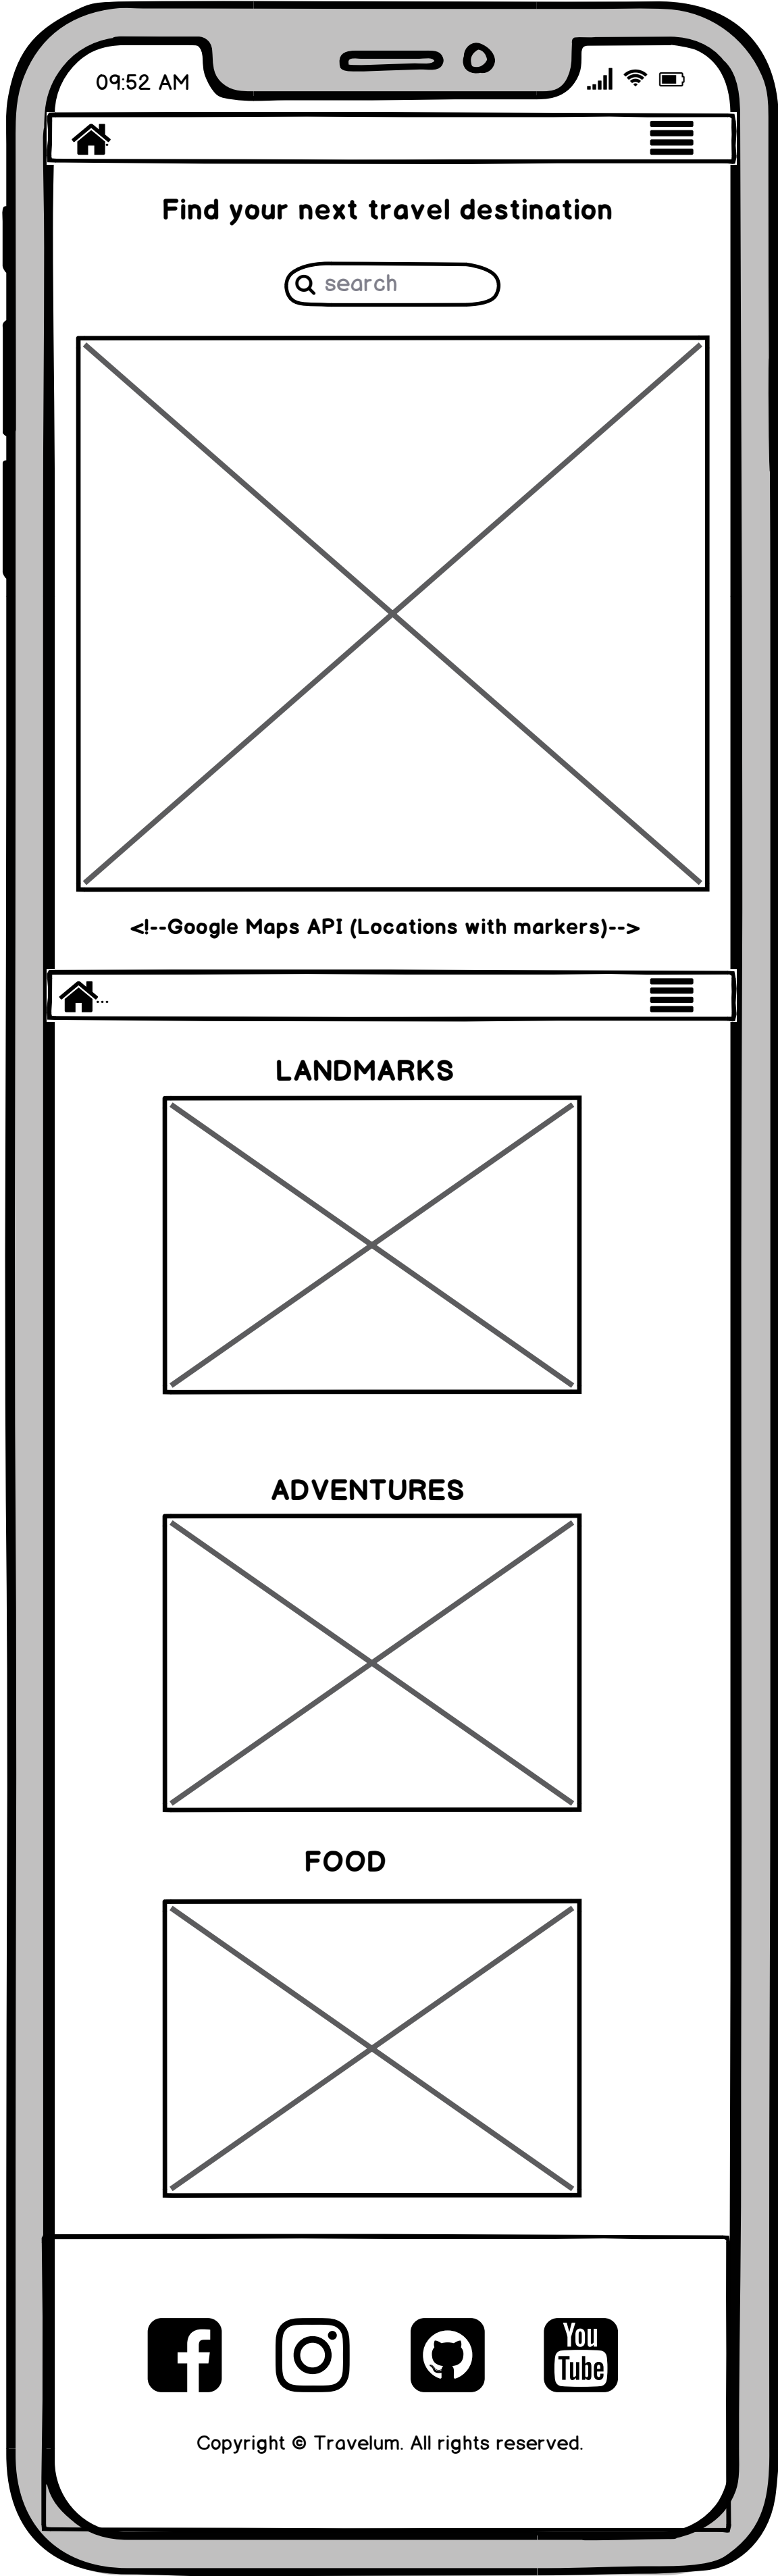 09:52 AM
Find your next travel destination
search
<!--Google Maps API (Locations with markers)-->
...
LANDMARKS
ADVENTURES
FOOD
You
Tube
Copyright © Travelum. All rights reserved.